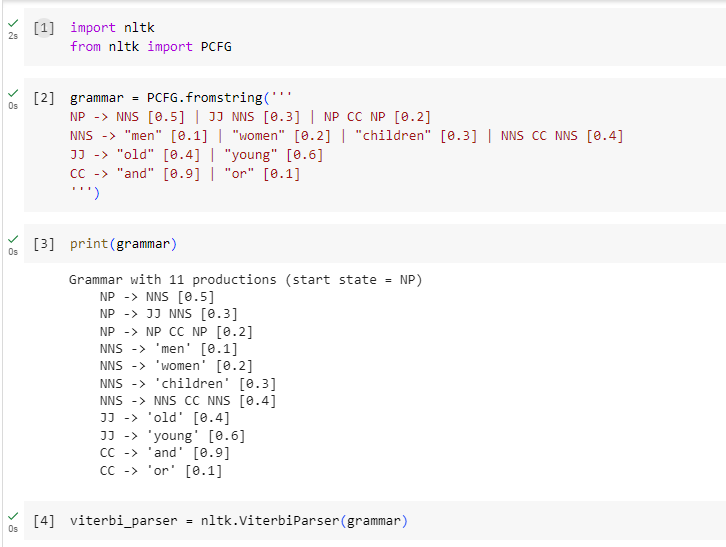 [1] import nltk
2s
from nltk import PCFG
[2] grammar = PCFG.fromstring('''
0s
NP -> NNS [0.5] | JJ NNS [0.3] | NP CC NP [0.2]
NNS -> "men" [0.1] | "women" [0.2] | "children" [0.3] | NNS CC NNS [0.4]
JJ -> "old" [0.4] | "young" [0.6]
CC -> "and" [0.9] | "or" [0.1]
''')
[3] print(grammar)
0s
Grammar with 11 productions (start state = NP)
NP -> NNS [0.5]
NP -> JJ NNS [0.3]
NP -> NP CC NP [0.2]
NNS -> 'men' [0.1]
NNS -> 'women' [0.2]
NNS -> 'children' [0.3]
NNS -> NNS CC NNS [0.4]
JJ -> 'old' [0.4]
JJ -> 'young' [0.6]
CC -> 'and' [0.9]
CC -> 'or' [0.1]
[4] viterbi_parser = nltk.ViterbiParser(grammar)
0s